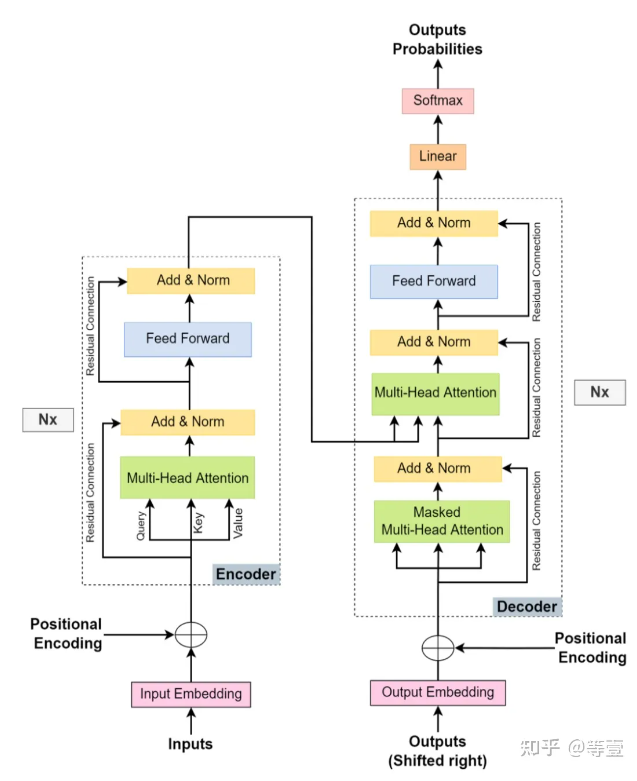 Outputs
Probabilities
Softmax
Linear
Add & Norm
Feed Forward
Residual Connection
Add & Norm
Multi-Head Attention
Residual Connection
Nx
Add & Norm
Masked
Multi-Head Attention
Residual Connection
Decoder
Positional
Encoding
Output Embedding
Outputs
(Shifted right)
Add & Norm
Feed Forward
Residual Connection
Nx
Add & Norm
Multi-Head Attention
Residual Connection
Query
Key
Value
Encoder
Positional
Encoding
Input Embedding
Inputs
知乎 @等壹